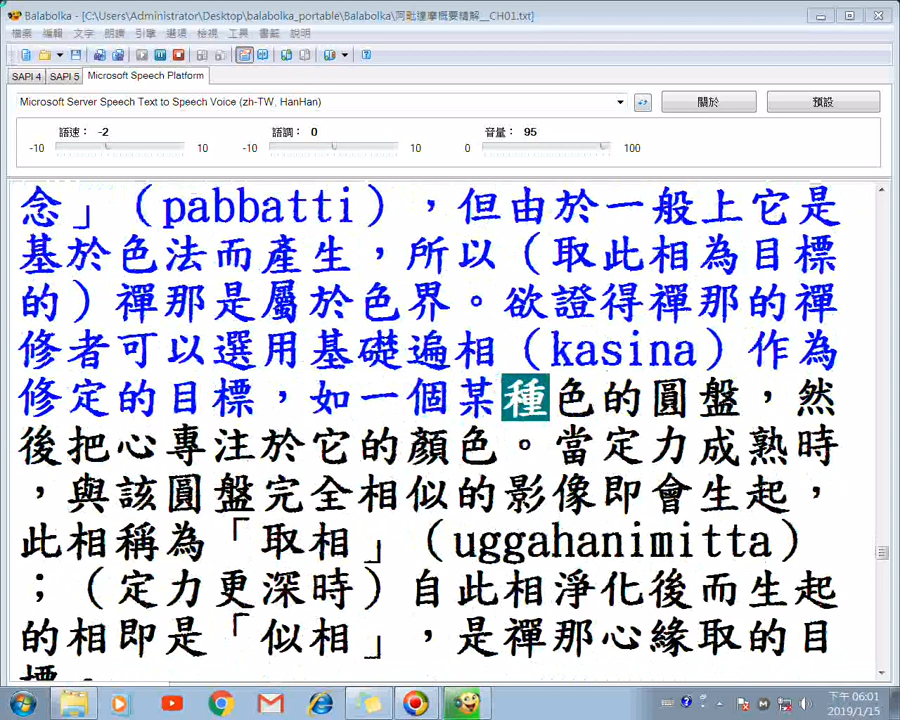 Balabolka - [C:\Users\Administrator\Desktop\balabolka_portable\Balabolka\阿毗達摩概要精解__CH01.txt]
檔案 編輯 文字 朗讀 引擎 選項 檢視 工具 書籤 說明
SAPI 4 SAPI 5 Microsoft Speech Platform
Microsoft Server Speech Text to Speech Voice (zh-TW, HanHan) 關於 預設
語速： -2 語調： 0 音量： 95
-10 10 -10 10 0 100
念」（pabbatti），但由於一般上它是
基於色法而產生，所以（取此相為目標
的）禪那是屬於色界。欲證得禪那的禪
修者可以選用基礎遍相（kasina）作為
修定的目標，如一個某種色的圓盤，然
後把心專注於它的顏色。當定力成熟時
，與該圓盤完全相似的影像即會生起，
此相稱為「取相」（uggahanimitta）
；（定力更深時）自此相淨化後而生起
的相即是「似相」，是禪那心緣取的目
標。
下午 06:01
2019/1/15